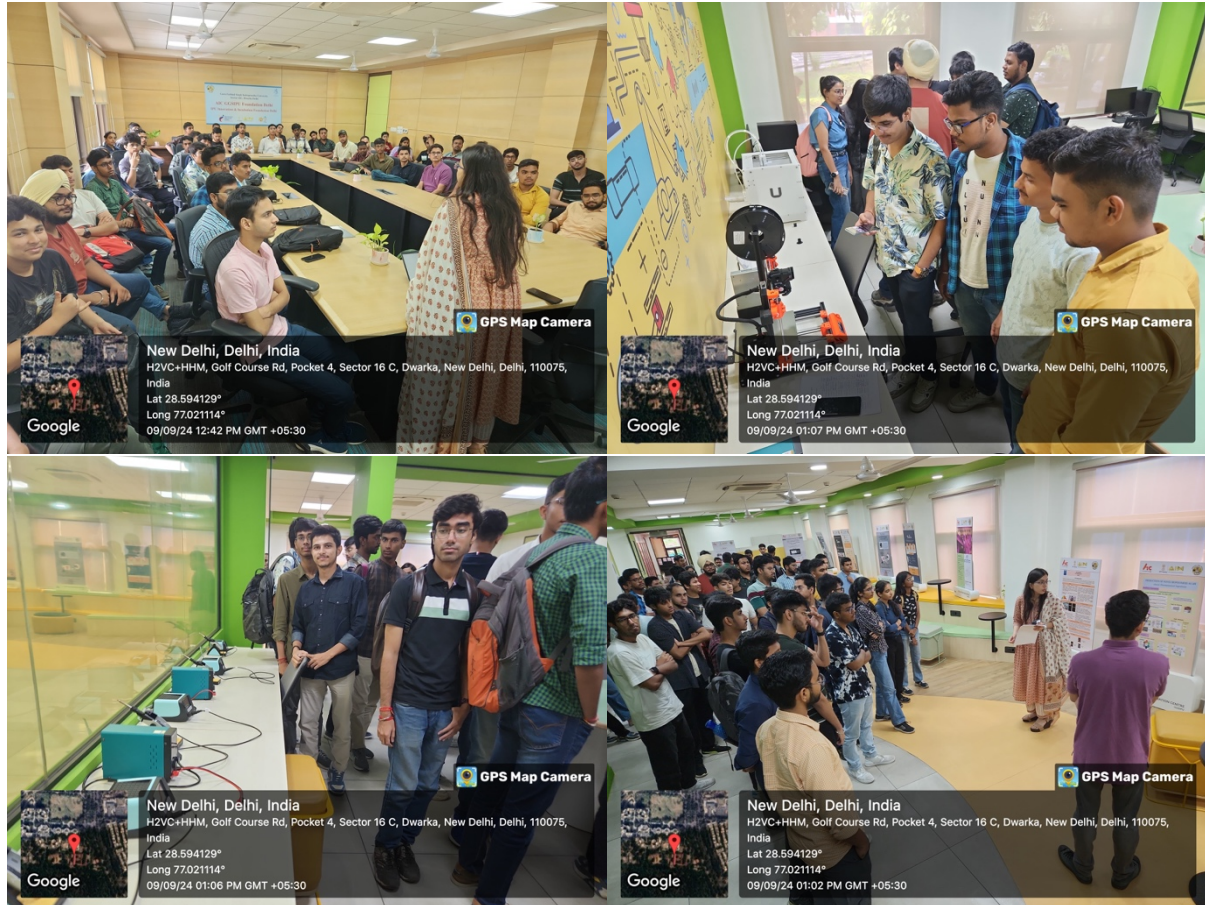 AIC GGSIPU Foundation Delhi
GPS Map Camera
New Delhi, Delhi, India
H2VC+HHM, Golf Course Rd, Pocket 4, Sector 16 C, Dwarka, New Delhi, Delhi, 110075,
India
Lat 28.594129°
Long 77.021114°
09/09/24 12:42 PM GMT +05:30
Google
U
GPS Map Camera
New Delhi, Delhi, India
H2VC+HHM, Golf Course Rd, Pocket 4, Sector 16 C, Dwarka, New Delhi, Delhi, 110075,
India
Lat 28.594129°
Long 77.021114°
09/09/24 01:07 PM GMT +05:30
Google
GPS Map Camera
New Delhi, Delhi, India
H2VC+HHM, Golf Course Rd, Pocket 4, Sector 16 C, Dwarka, New Delhi, Delhi, 110075,
India
Lat 28.594129°
Long 77.021114°
09/09/24 01:06 PM GMT +05:30
Google
GPS Map Camera
New Delhi, Delhi, India
H2VC+HHM, Golf Course Rd, Pocket 4, Sector 16 C, Dwarka, New Delhi, Delhi, 110075,
India
Lat 28.594129°
Long 77.021114°
09/09/24 01:02 PM GMT +05:30
Google